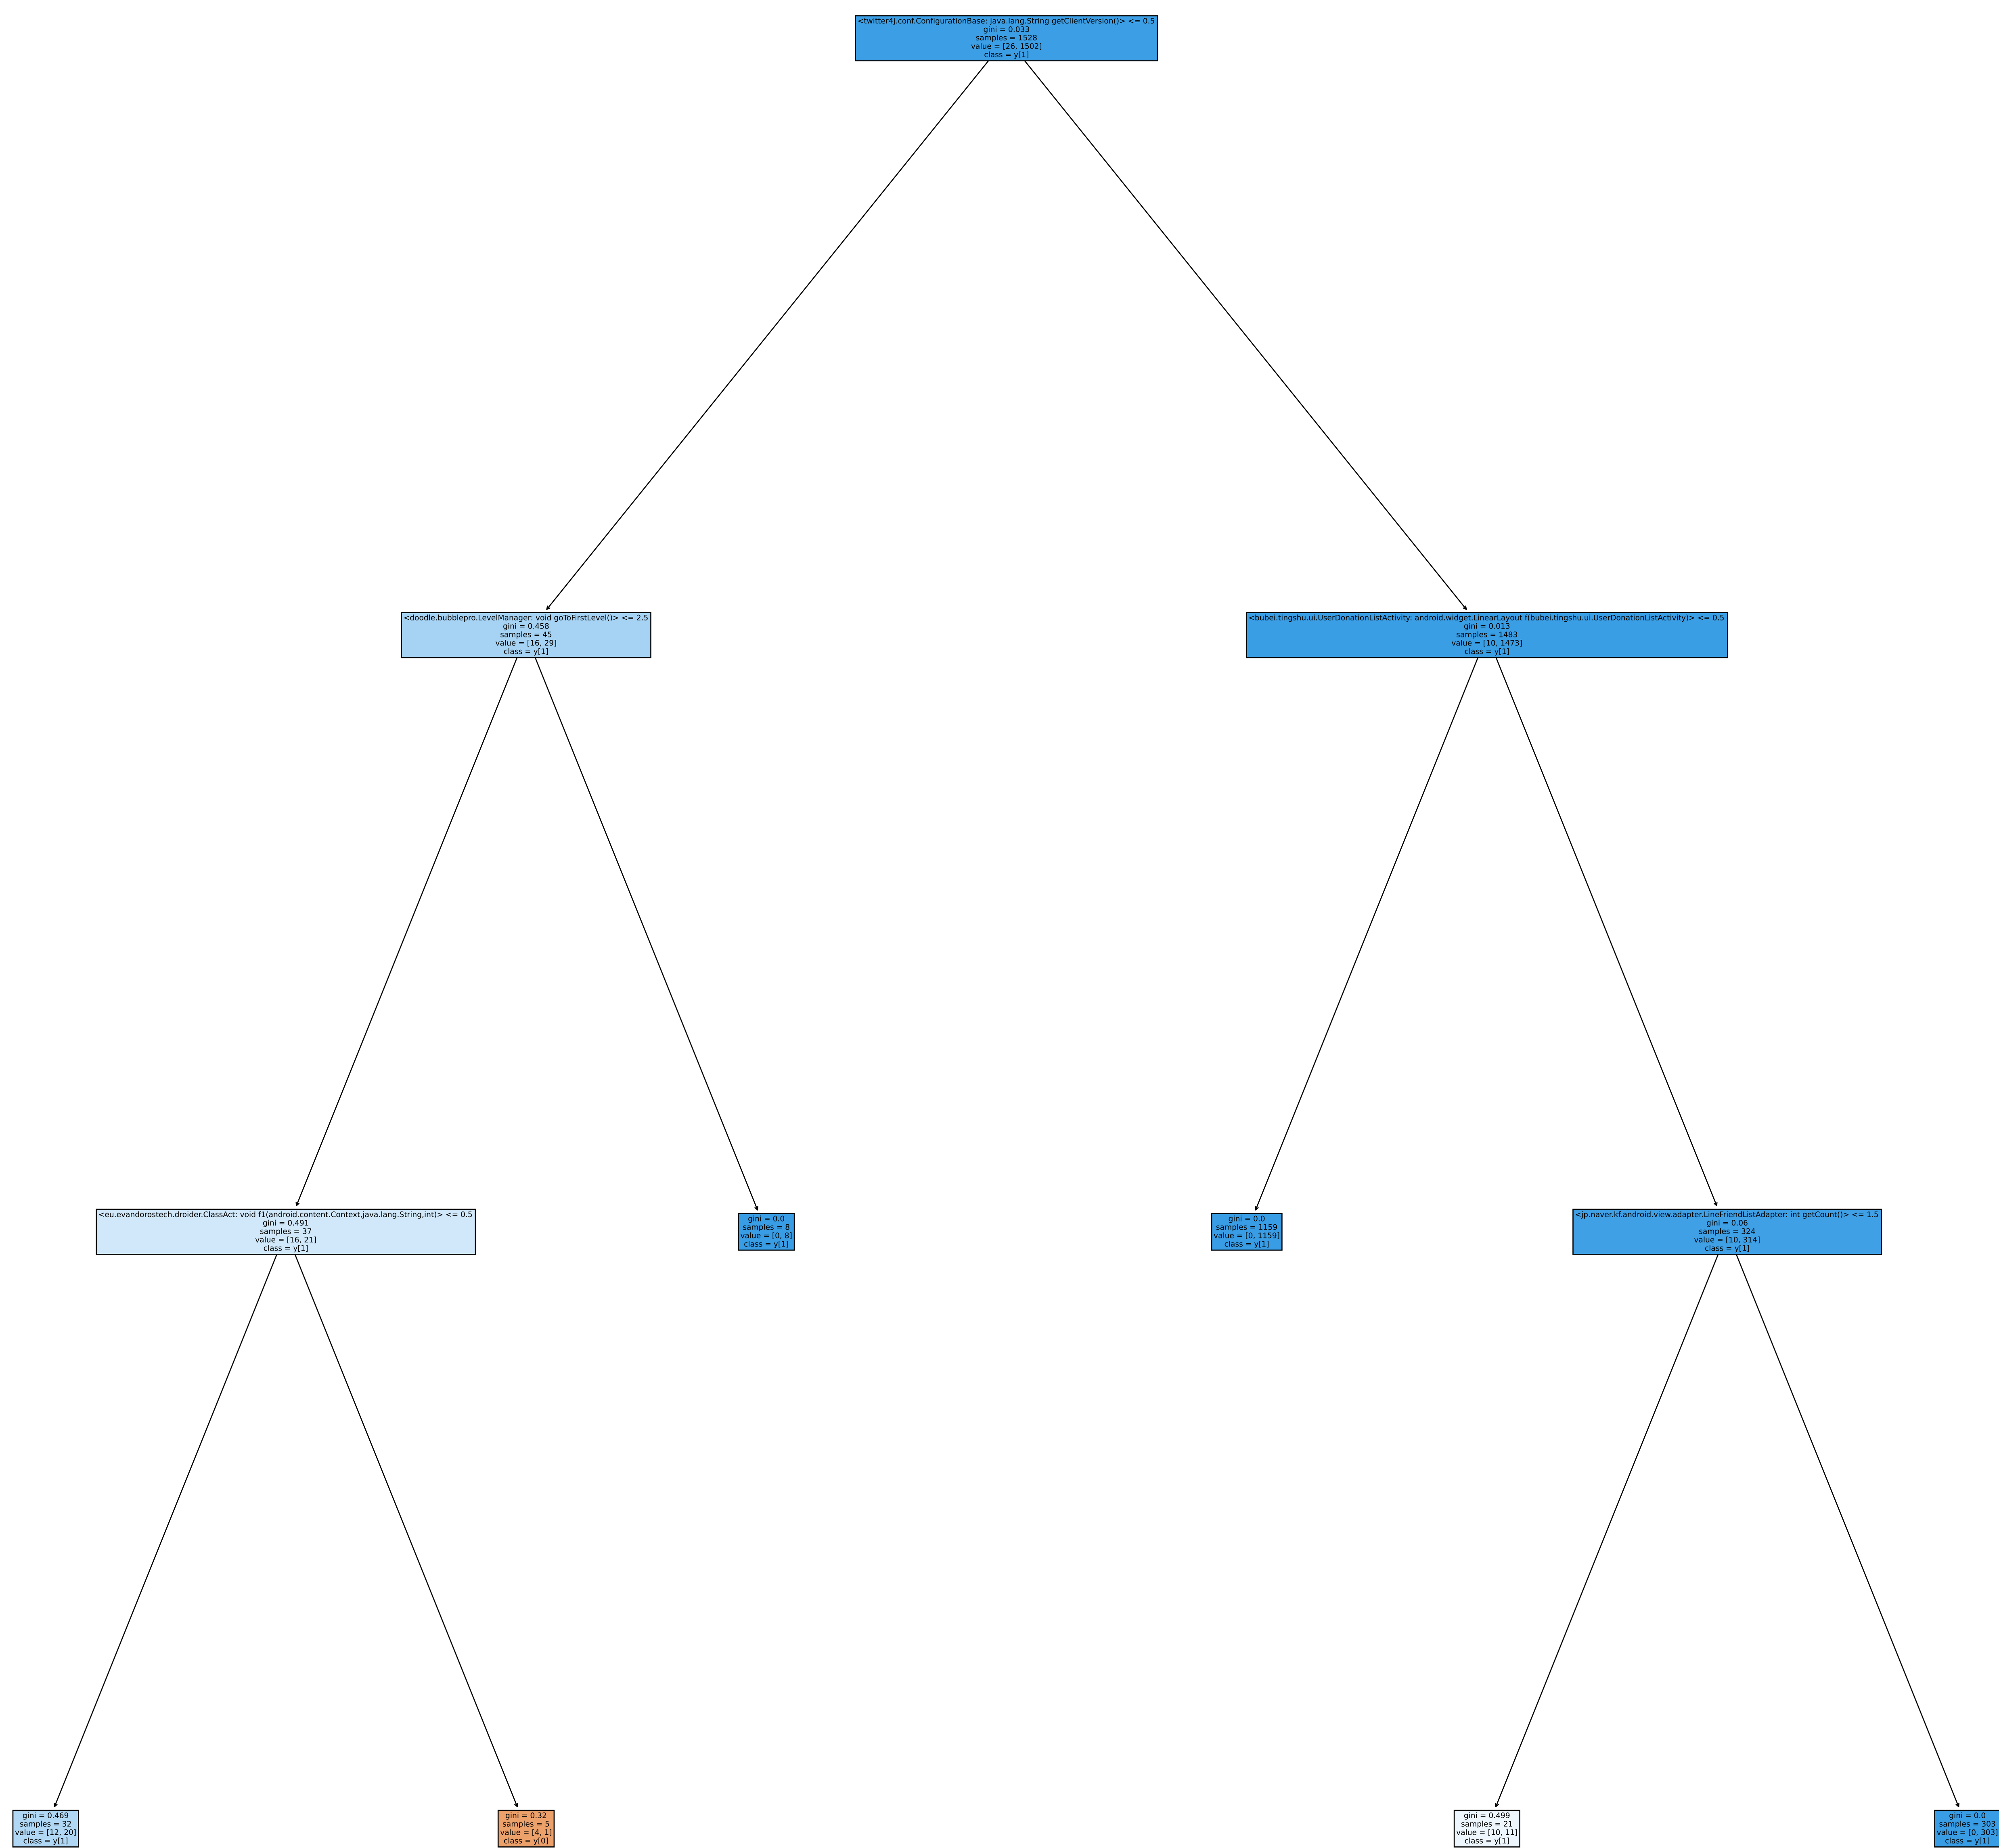 <twitter4j.conf.ConfigurationBase: java.lang.String getClientVersion()> <= 0.5
gini = 0.033
samples = 1528
value = [26, 1502]
class = y[1]
<doodle.bubblepro.LevelManager: void goToFirstLevel()> <= 2.5
gini = 0.458
samples = 45
value = [16, 29]
class = y[1]
<bubei.tingshu.ui.UserDonationListActivity: android.widget.LinearLayout f(bubei.tingshu.ui.UserDonationListActivity)> <= 0.5
gini = 0.013
samples = 1483
value = [10, 1473]
class = y[1]
<eu.evandorostech.droider.ClassAct: void f1(android.content.Context,java.lang.String,int)> <= 0.5
gini = 0.491
samples = 37
value = [16, 21]
class = y[1]
gini = 0.0
samples = 8
value = [0, 8]
class = y[1]
gini = 0.0
samples = 1159
value = [0, 1159]
class = y[1]
<jp.naver.kf.android.view.adapter.LineFriendListAdapter: int getCount()> <= 1.5
gini = 0.06
samples = 324
value = [10, 314]
class = y[1]
gini = 0.469
samples = 32
value = [12, 20]
class = y[1]
gini = 0.32
samples = 5
value = [4, 1]
class = y[0]
gini = 0.499
samples = 21
value = [10, 11]
class = y[1]
gini = 0.0
samples = 303
value = [0, 303]
class = y[1]